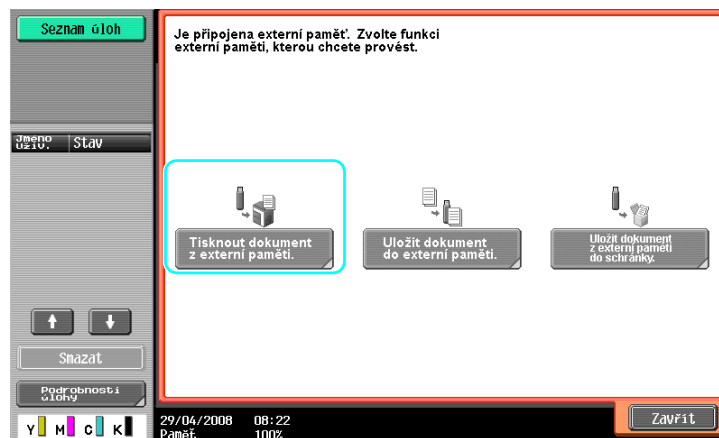 Seznam úloh
Je připojena externí paměť. Zvolte funkci
externí paměti, kterou chcete provést.
Jméno
uživ.
Stav
Tisknout dokument
z externí paměti.
Uložit dokument
do externí paměti.
Uložit dokument
z externí paměti
do schránky.
Smazat
Podrobnosti
úlohy
Y M C K
29/04/2008 08:22
Paměť 100%
Zavřít